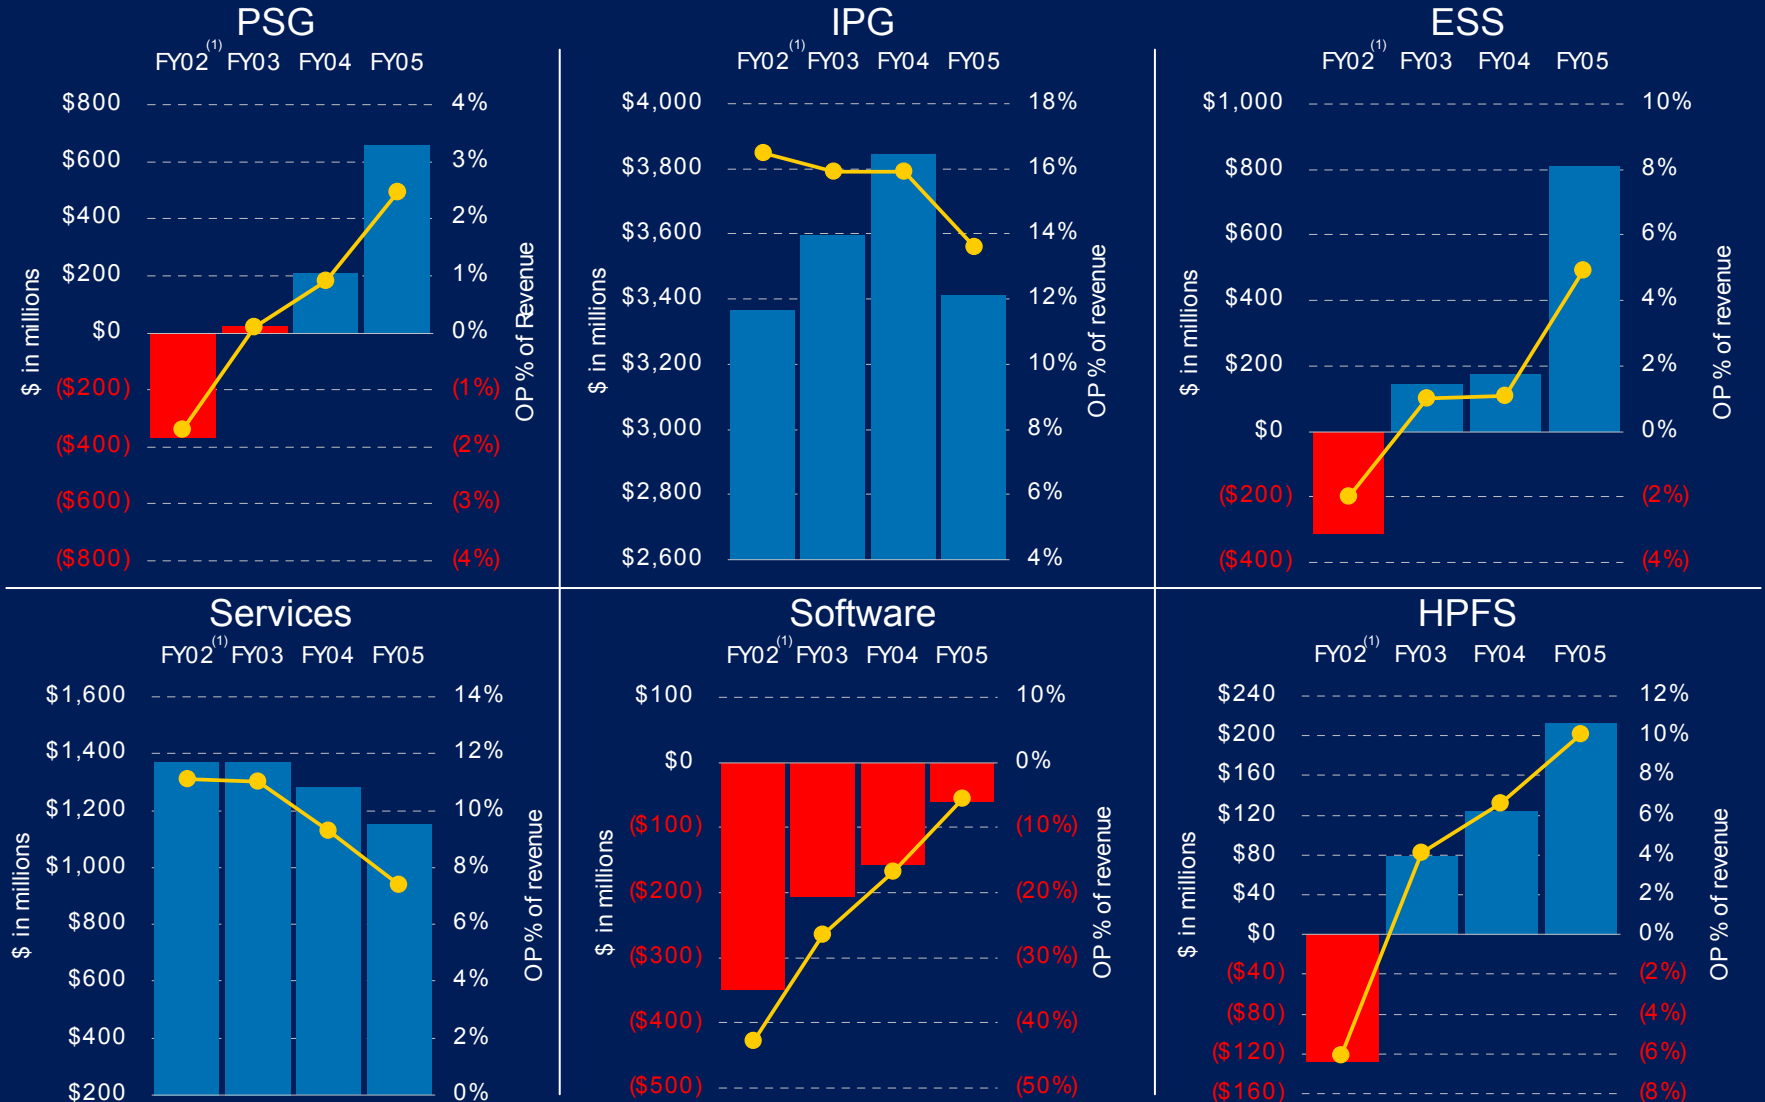 PSG
FY02(1) FY03 FY04 FY05
$800 4%
$600 3%
$400 2%
$200 1%
$0 0%
($200) (1%)
($400) (2%)
($600) (3%)
($800) (4%)
$ in millions
OP % of Revenue
IPG
FY02(1) FY03 FY04 FY05
$4,000 18%
$3,800 16%
$3,600 14%
$3,400 12%
$3,200 10%
$3,000 8%
$2,800 6%
$2,600 4%
$ in millions
OP % of revenue
ESS
FY02(1) FY03 FY04 FY05
$1,000 10%
$800 8%
$600 6%
$400 4%
$200 2%
$0 0%
($200) (2%)
($400) (4%)
$ in millions
OP % of revenue
Services
FY02(1) FY03 FY04 FY05
$1,600 14%
$1,400 12%
$1,200 10%
$1,000 8%
$800 6%
$600 4%
$400 2%
$200 0%
$ in millions
OP % of revenue
Software
FY02(1) FY03 FY04 FY05
$100 10%
$0 0%
($100) (10%)
($200) (20%)
($300) (30%)
($400) (40%)
($500) (50%)
$ in millions
OP % of revenue
HPFS
FY02(1) FY03 FY04 FY05
$240 12%
$200 10%
$160 8%
$120 6%
$80 4%
$40 2%
$0 0%
($40) (2%)
($80) (4%)
($120) (6%)
($160) (8%)
$ in millions
OP % of revenue